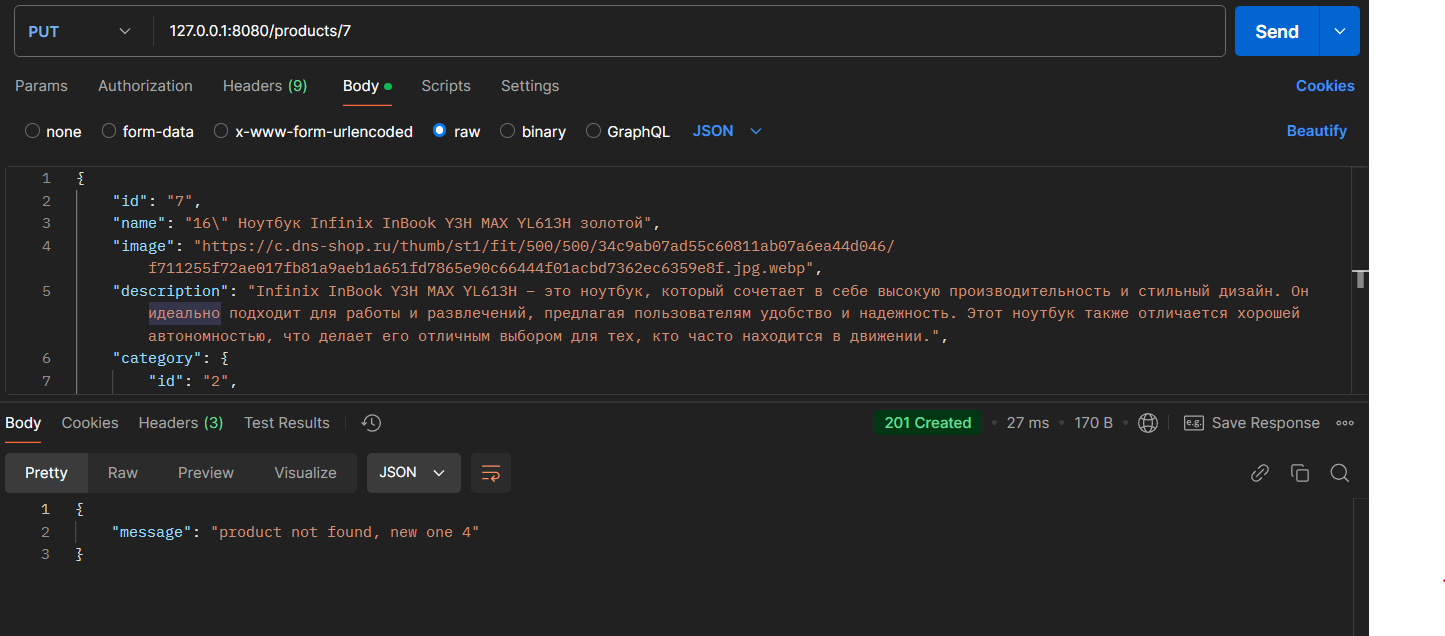 PUT 127.0.0.1:8080/products/7 Send
Params Authorization Headers (9) Body Scripts Settings Cookies
none form-data x-www-form-urlencoded raw binary GraphQL JSON Beautify
1 {
2 "id": "7",
3 "name": "16\" Ноутбук Infinix InBook Y3H MAX YL613H золотой",
4 "image": "https://c.dns-shop.ru/thumb/st1/fit/500/500/34c9ab07ad55c60811ab07a6ea44d046/
f711255f72ae017fb81a9aeb1a651fd7865e90c66444f01acbd7362ec6359e8f.jpg.webp",
5 "description": "Infinix InBook Y3H MAX YL613H – это ноутбук, который сочетает в себе высокую производительность и стильный дизайн. Он
идеально подходит для работы и развлечений, предлагая пользователям удобство и надежность. Этот ноутбук также отличается хорошей
автономностью, что делает его отличным выбором для тех, кто часто находится в движении.",
6 "category": {
7 "id": "2",
Body Cookies Headers (3) Test Results 201 Created • 27 ms • 170 B • e.g. Save Response
Pretty Raw Preview Visualize JSON
1 {
2 "message": "product not found, new one 4"
3 }